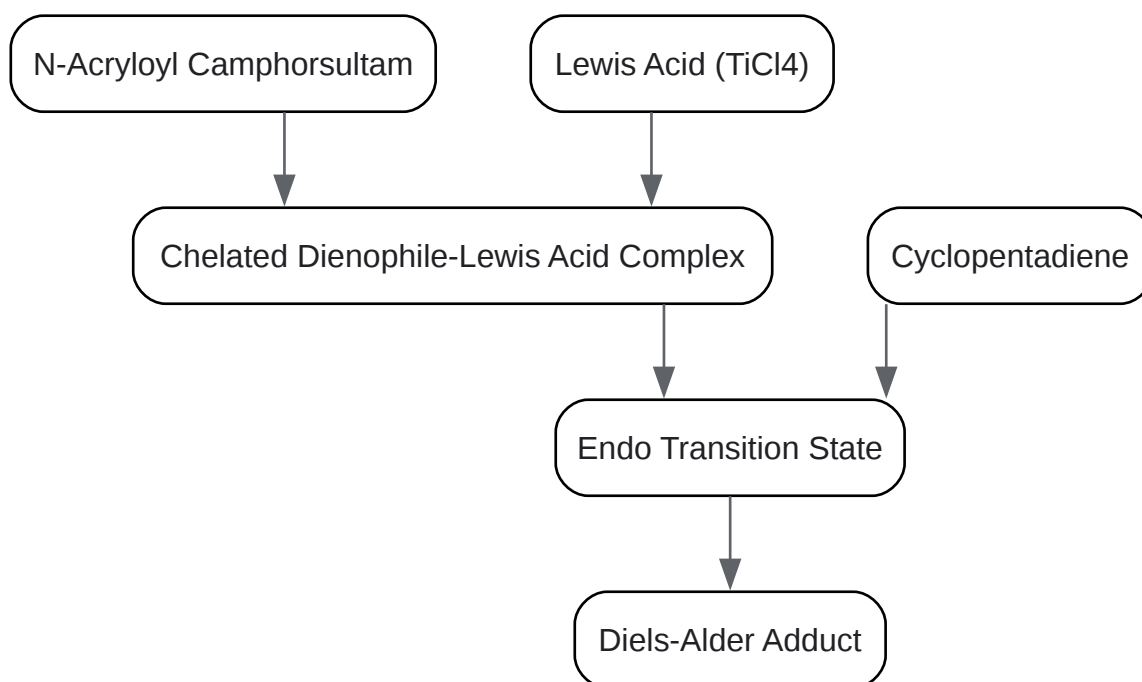 N-Acryloyl Camphorsultam
Lewis Acid (TiCl4)
Chelated Dienophile-Lewis Acid Complex
Cyclopentadiene
Endo Transition State
Diels-Alder Adduct